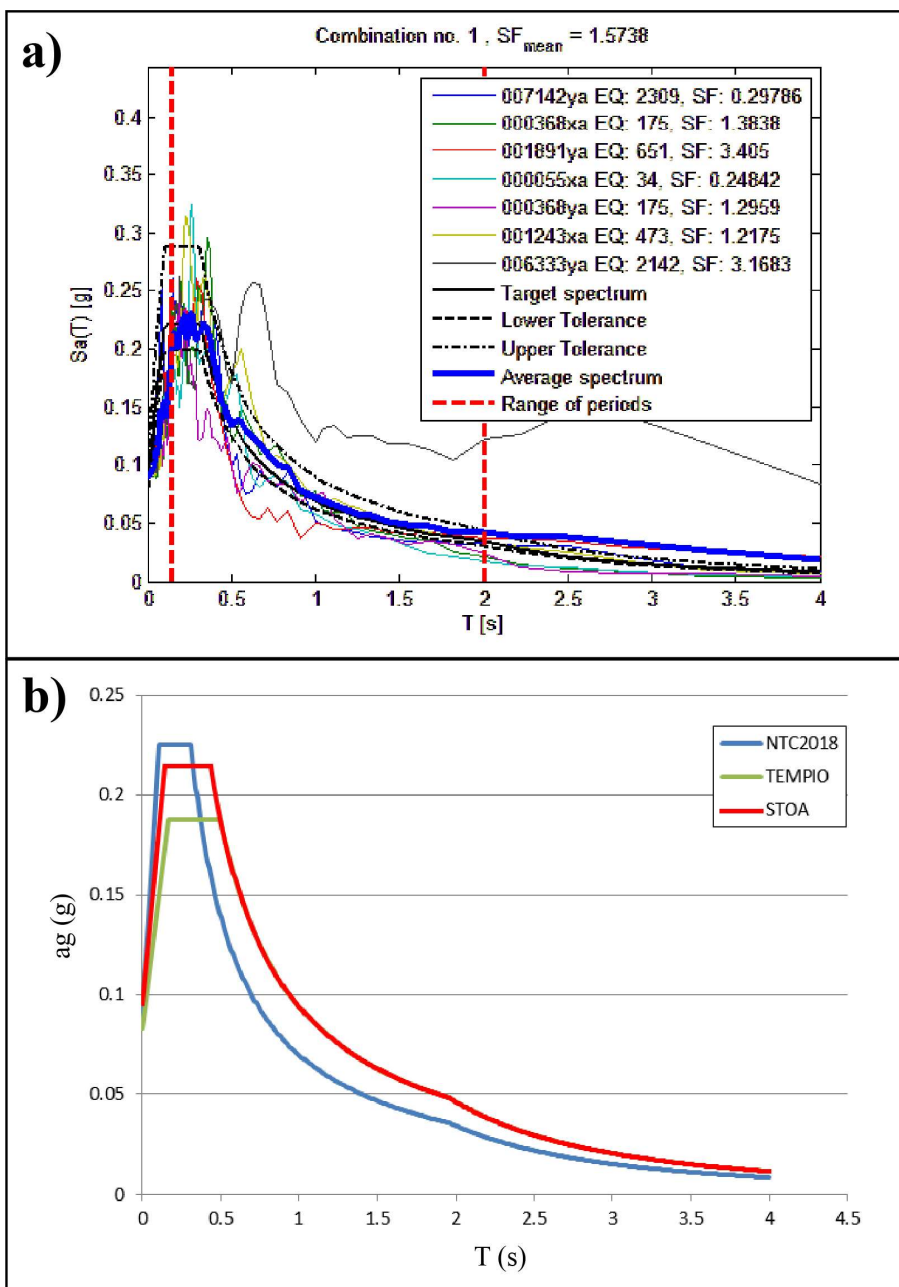 a)
Combination no. 1 , SF mean = 1.5738
007142ya EQ: 2309, SF: 0.29786
000368xa EQ: 175, SF: 1.3838
001891ya EQ: 651, SF: 3.405
000055xa EQ: 34, SF: 0.24842
000368ya EQ: 175, SF: 1.2959
001243xa EQ: 473, SF: 1.2175
006333ya EQ: 2142, SF: 3.1683
Target spectrum
Lower Tolerance
Upper Tolerance
Average spectrum
Range of periods
Sa(T) [g]
0.4
0.35
0.3
0.25
0.2
0.15
0.1
0.05
0
0 0.5 1 1.5 2 2.5 3 3.5 4
T [s]
b)
NTC2018
TEMPIO
STOA
ag (g)
0.25
0.2
0.15
0.1
0.05
0
0 0.5 1 1.5 2 2.5 3 3.5 4 4.5
T (s)